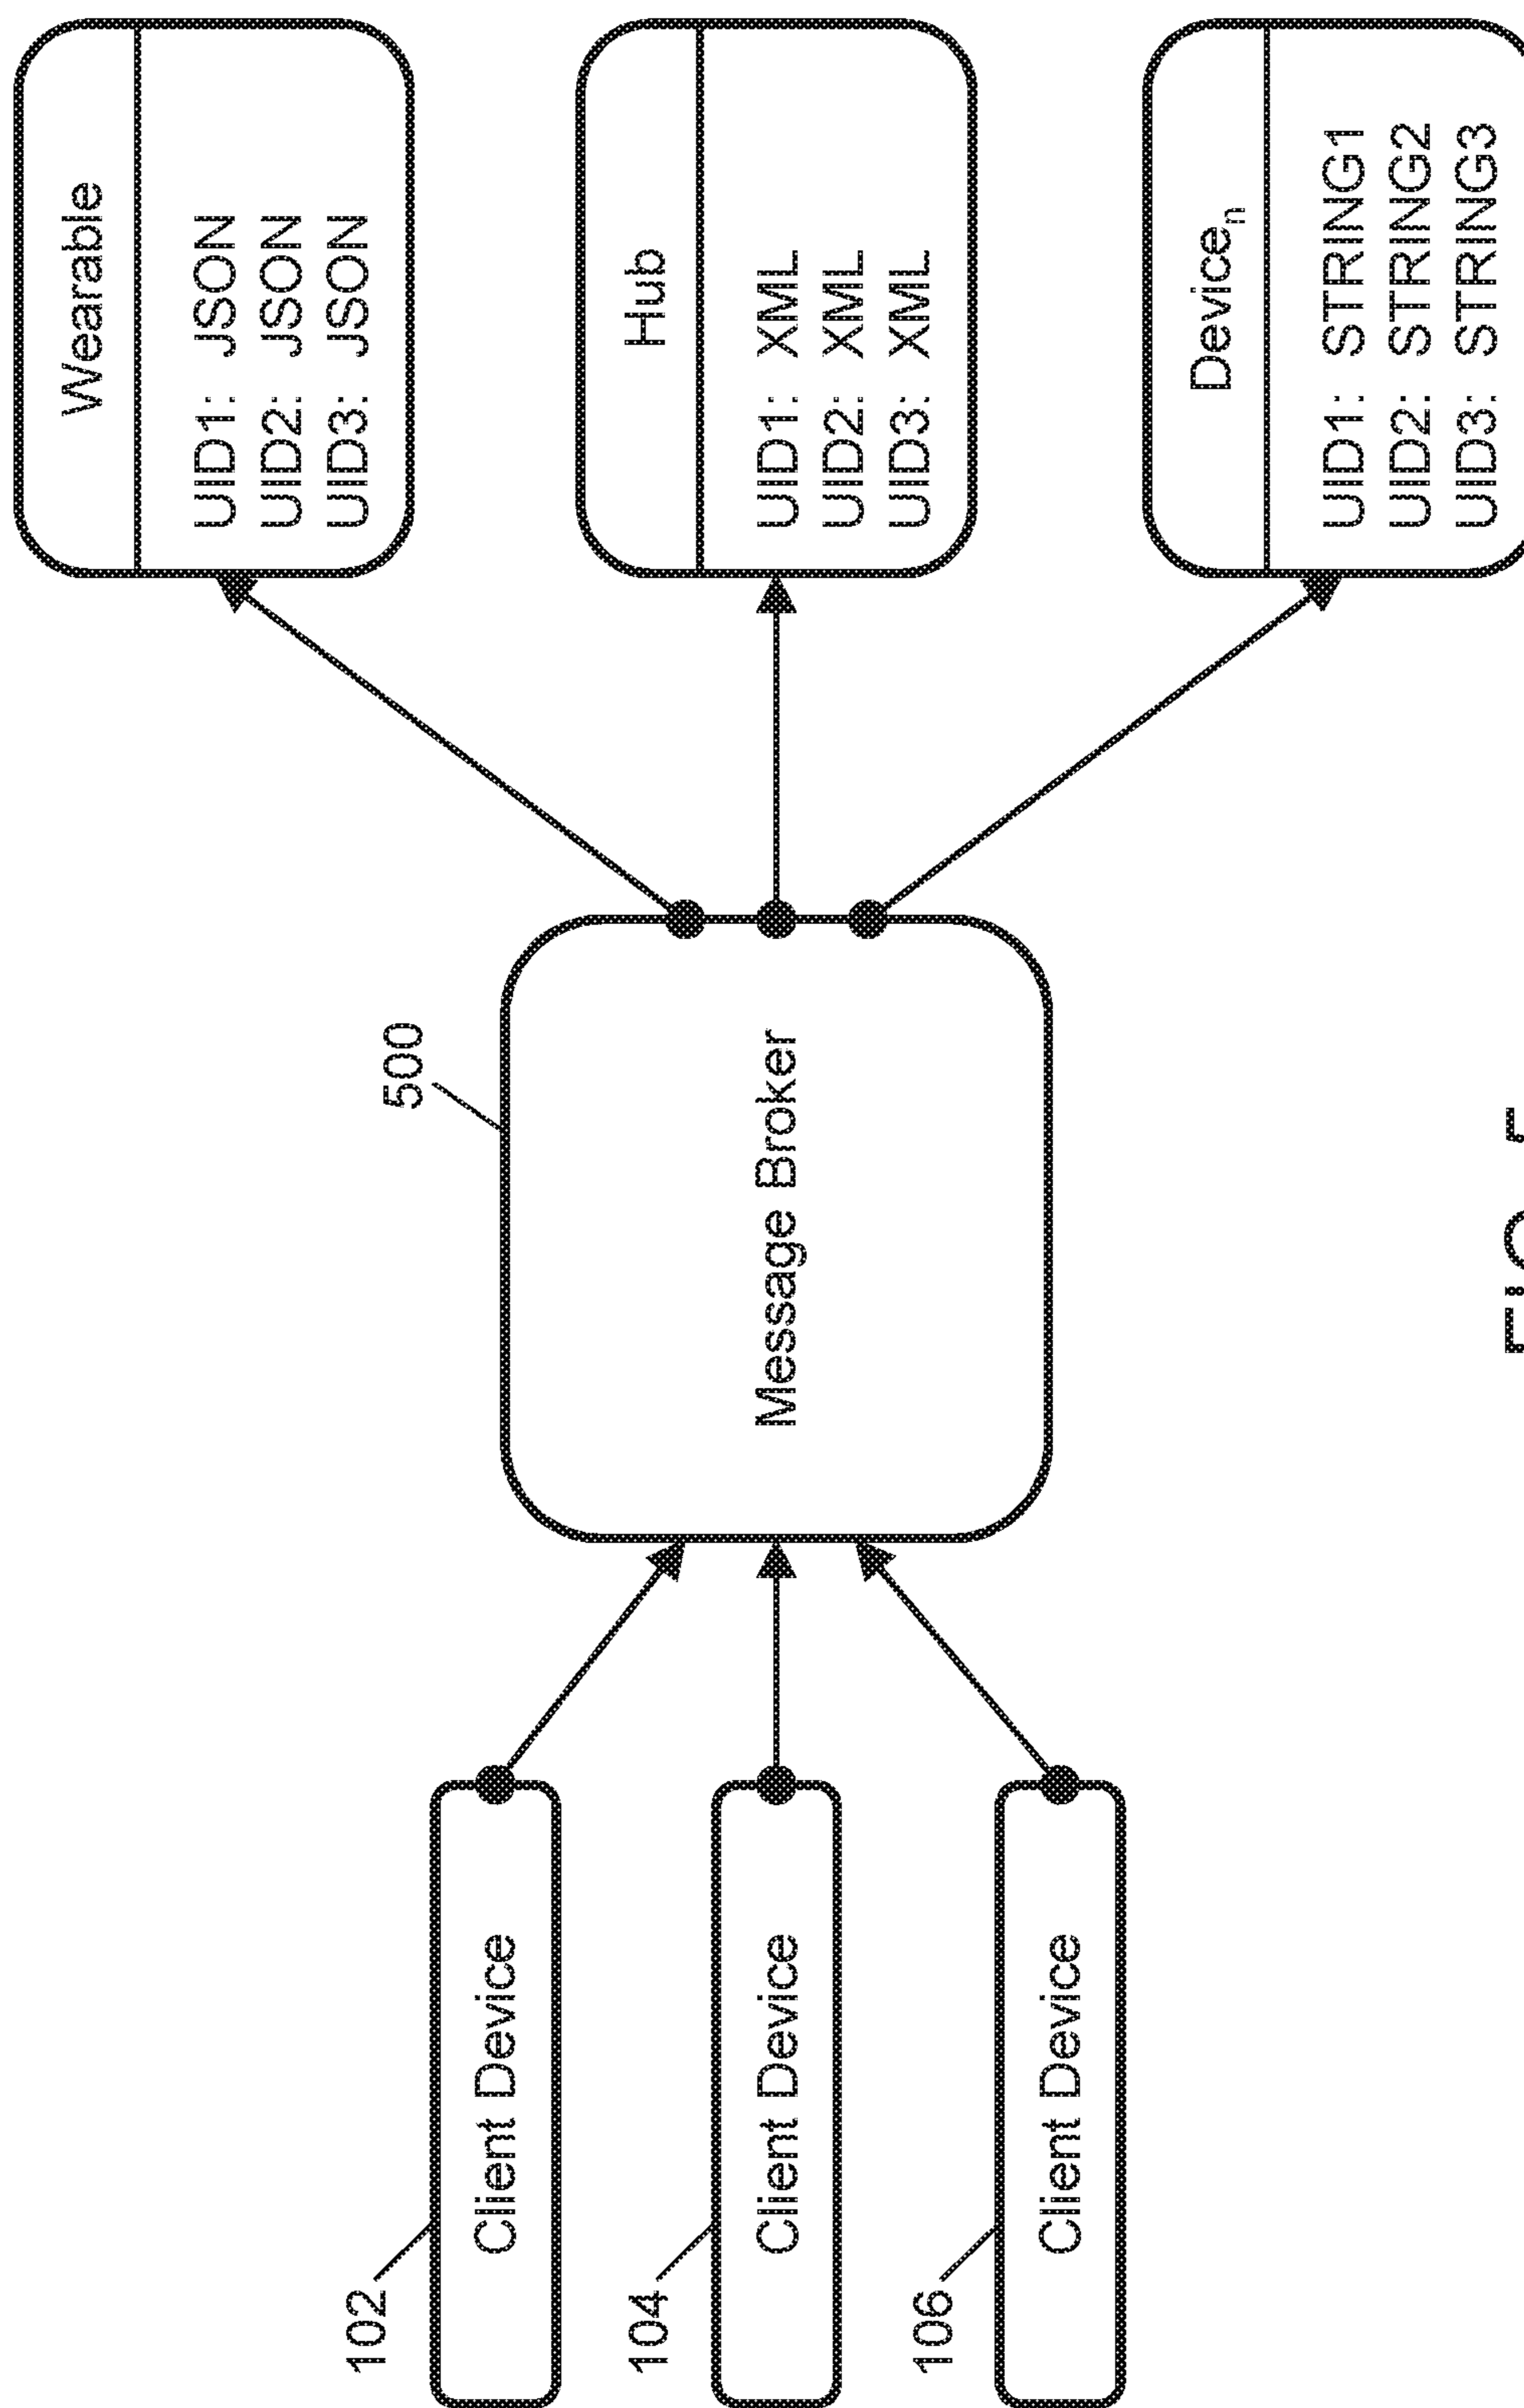 102
Client Device
104
Client Device
106
Client Device
500
Message Broker
Wearable
UID1: JSON
UID2: JSON
UID3: JSON
Hub
UID1: XML
UID2: XML
UID3: XML
Deviceₙ
UID1: STRING1
UID2: STRING2
UID3: STRING3